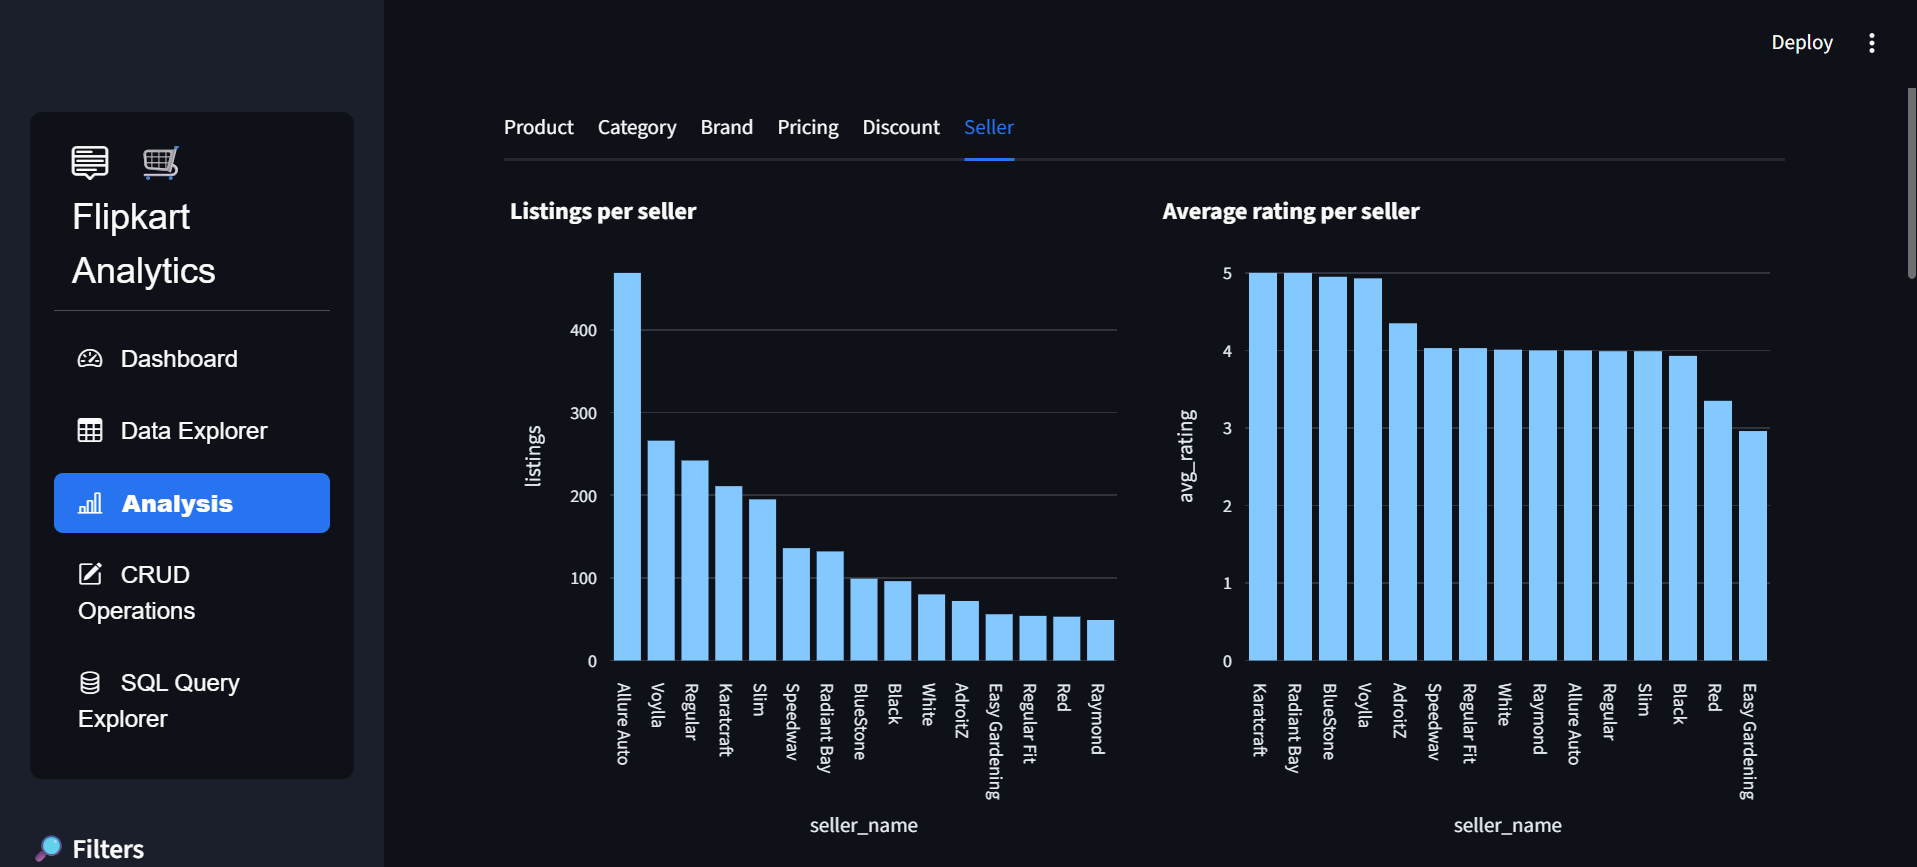 Deploy
Flipkart
Analytics
Dashboard
Data Explorer
Analysis
CRUD
Operations
SQL Query
Explorer
Filters
Product Category Brand Pricing Discount Seller
Listings per seller
listings
400
300
200
100
0
Allure Auto
Voylla
Regular
Karatcraft
Slim
Speedwav
Radiant Bay
BlueStone
Black
White
AdroitZ
Easy Gardening
Regular Fit
Red
Raymond
seller_name
Average rating per seller
avg_rating
5
4
3
2
1
0
Karatcraft
Radiant Bay
BlueStone
Voylla
AdroitZ
Speedwav
Regular Fit
White
Raymond
Allure Auto
Regular
Slim
Black
Red
Easy Gardening
seller_name